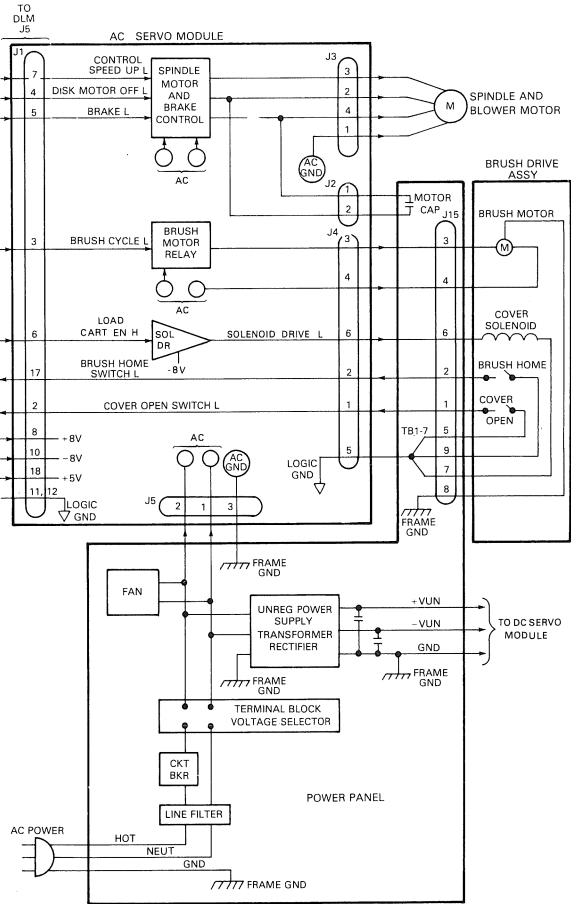 TO
DLM
J5
AC SERVO MODULE
J1
7
CONTROL
SPEED UP L
4
DISK MOTOR OFF L
5
BRAKE L
SPINDLE
MOTOR
AND
BRAKE
CONTROL
AC
J3
3
2
4
1
AC
GND
M
SPINDLE AND
BLOWER MOTOR
J2
1
2
MOTOR
CAP
J15
BRUSH DRIVE
ASSY
BRUSH MOTOR
M
3
BRUSH CYCLE L
BRUSH
MOTOR
RELAY
AC
J4
3
4
3
4
6
LOAD
CART EN H
SOL
DR
-8V
SOLENOID DRIVE L
6
6
COVER
SOLENOID
17
BRUSH HOME
SWITCH L
2
2
BRUSH HOME
2
COVER OPEN SWITCH L
1
1
COVER
OPEN
8
+8V
10
-8V
18
+5V
11, 12
LOGIC
GND
AC
AC
GND
LOGIC
GND
5
TB1-7
5
9
7
8
FRAME
GND
J5
2
1
3
FRAME
GND
FAN
UNREG POWER
SUPPLY
TRANSFORMER
RECTIFIER
+VUN
-VUN
GND
TO DC SERVO
MODULE
FRAME
GND
FRAME
GND
TERMINAL BLOCK
VOLTAGE SELECTOR
CKT
BKR
POWER PANEL
LINE FILTER
AC POWER
HOT
NEUT
GND
FRAME GND